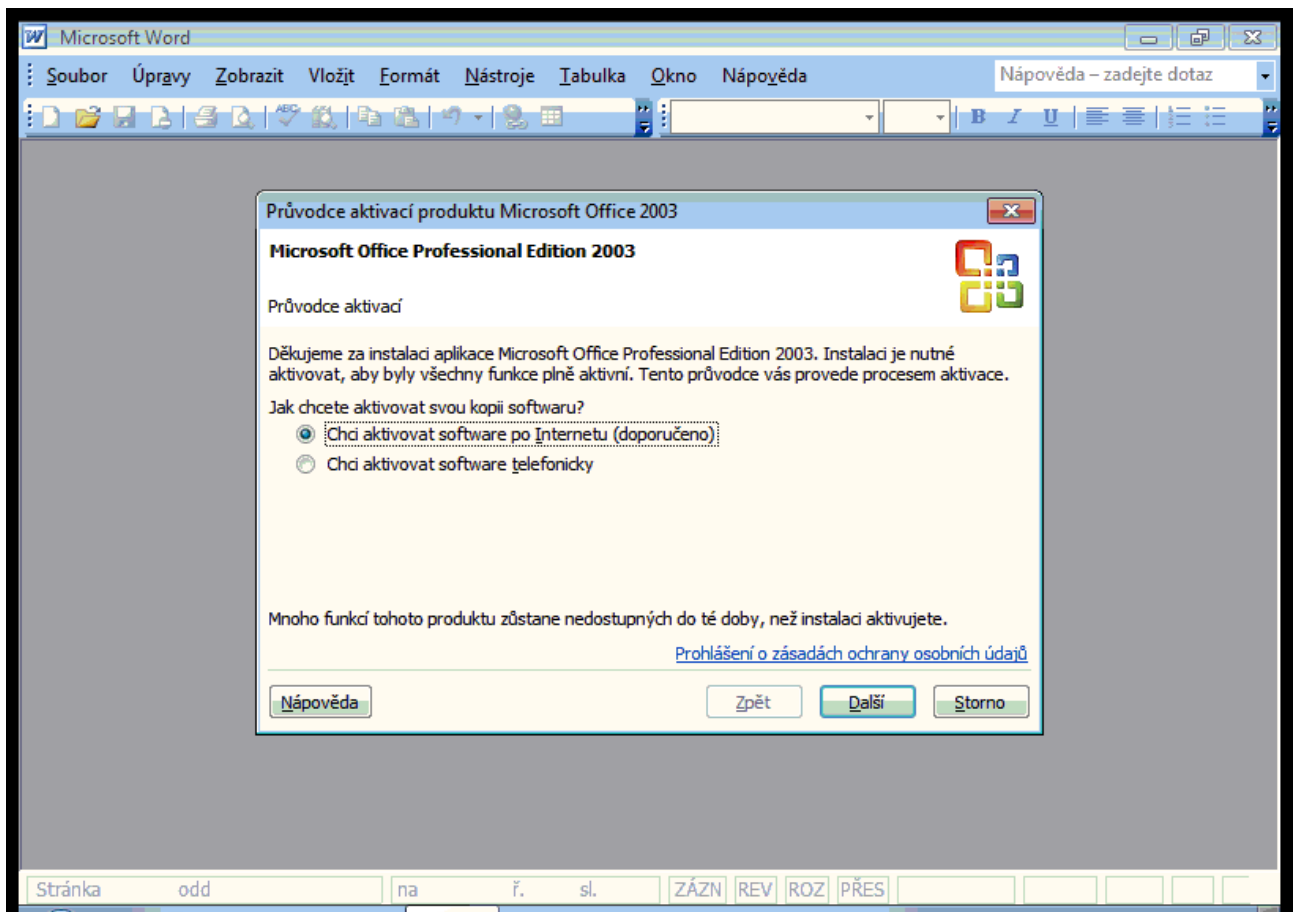 Microsoft Word
Soubor Úpravy Zobrazit Vložit Formát Nástroje Tabulka Okno Nápověda Nápověda – zadejte dotaz
ABC B I U
Průvodce aktivací produktu Microsoft Office 2003
Microsoft Office Professional Edition 2003
Průvodce aktivací
Děkujeme za instalaci aplikace Microsoft Office Professional Edition 2003. Instalaci je nutné
aktivovat, aby byly všechny funkce plně aktivní. Tento průvodce vás provede procesem aktivace.
Jak chcete aktivovat svou kopii softwaru?
Chci aktivovat software po Internetu (doporučeno)
Chci aktivovat software telefonicky
Mnoho funkcí tohoto produktu zůstane nedostupných do té doby, než instalaci aktivujete.
Prohlášení o zásadách ochrany osobních údajů
Nápověda Zpět Další Storno
Stránka odd na ř. sl. ZÁZN REV ROZ PŘES